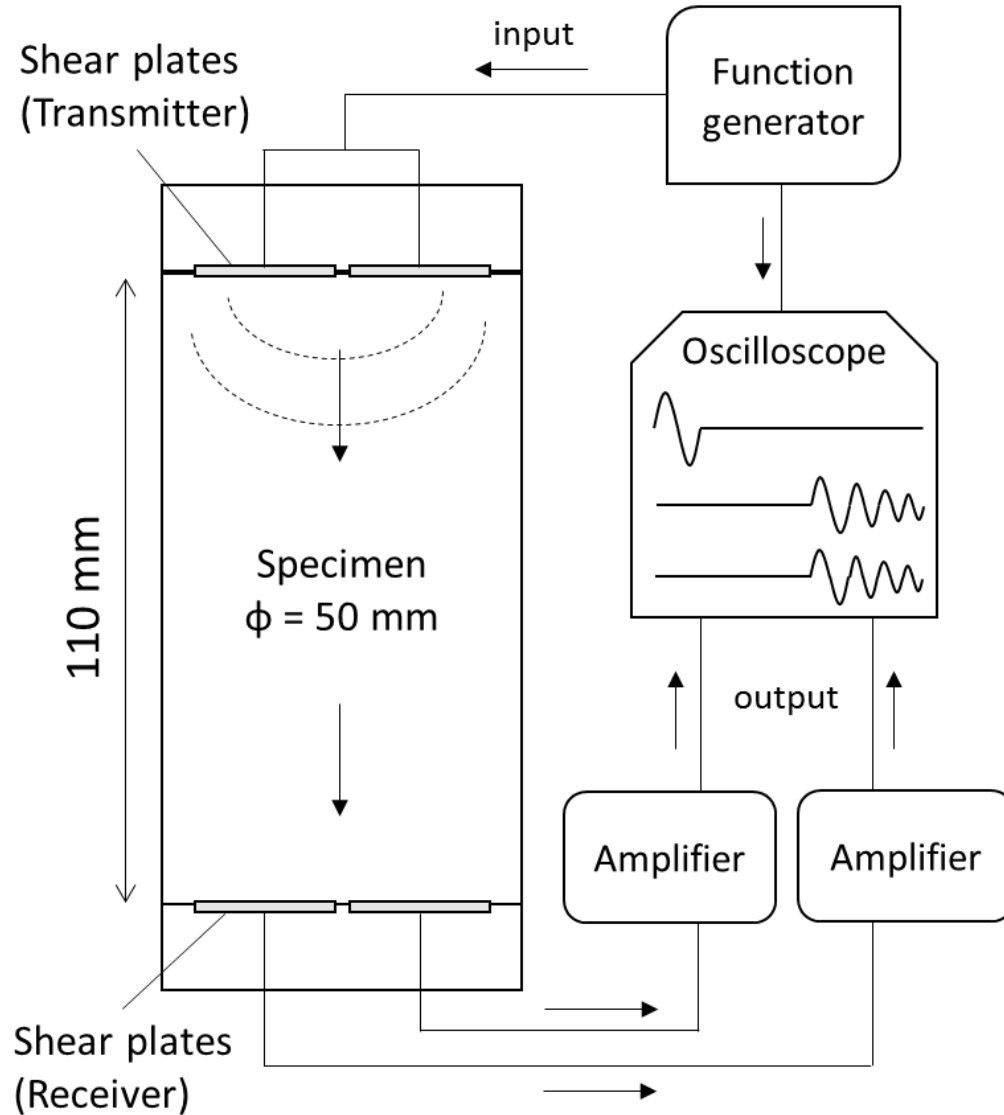 input
Function
generator
Shear plates
(Transmitter)
Oscilloscope
110 mm
Specimen
ϕ = 50 mm
output
Amplifier
Amplifier
Shear plates
(Receiver)